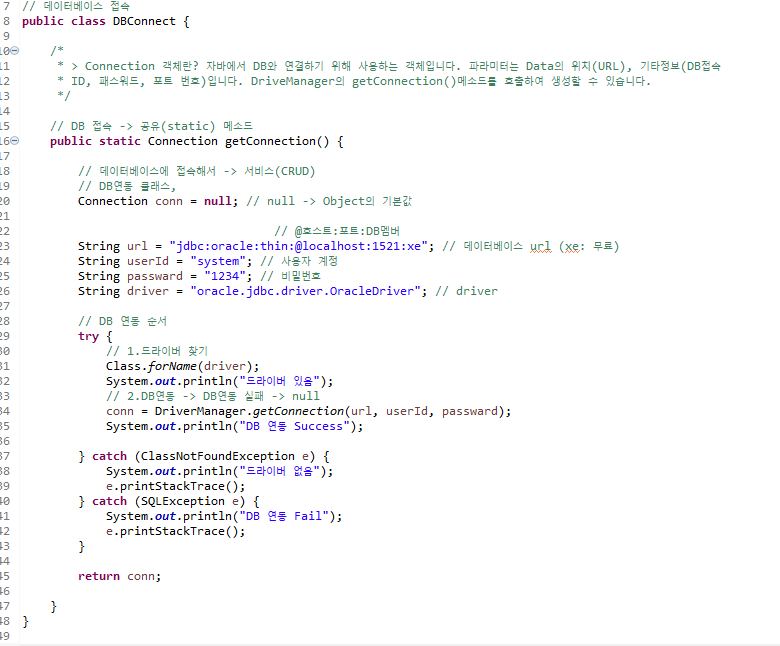 7 // 데이터베이스 접속
8 public class DBConnect {
9
10 /*
11 * > Connection 객체란? 자바에서 DB와 연결하기 위해 사용하는 객체입니다. 파라미터는 Data의 위치(URL), 기타정보(DB접속
12 * ID, 패스워드, 포트 번호)입니다. DriveManager의 getConnection()메소드를 호출하여 생성할 수 있습니다.
13 */
14
15 // DB 접속 -> 공유(static) 메소드
16 public static Connection getConnection() {
17
18 // 데이터베이스에 접속해서 -> 서비스(CRUD)
19 // DB연동 클래스,
20 Connection conn = null; // null -> Object의 기본값
21
22 // @호스트:포트:DB멤버
23 String url = "jdbc:oracle:thin:@localhost:1521:xe"; // 데이터베이스 url (xe: 무료)
24 String userId = "system"; // 사용자 계정
25 String passward = "1234"; // 비밀번호
26 String driver = "oracle.jdbc.driver.OracleDriver"; // driver
27
28 // DB 연동 순서
29 try {
30 // 1.드라이버 찾기
31 Class.forName(driver);
32 System.out.println("드라이버 있음");
33 // 2.DB연동 -> DB연동 실패 -> null
34 conn = DriverManager.getConnection(url, userId, passward);
35 System.out.println("DB 연동 Success");
36
37 } catch (ClassNotFoundException e) {
38 System.out.println("드라이버 없음");
39 e.printStackTrace();
40 } catch (SQLException e) {
41 System.out.println("DB 연동 Fail");
42 e.printStackTrace();
43 }
44
45 return conn;
46
47 }
48 }
49